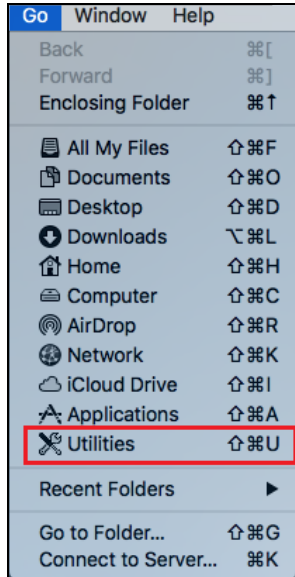 Go Window Help
Back ⌘[
Forward ⌘]
Enclosing Folder ⌘↑
All My Files ⇧⌘F
Documents ⇧⌘O
Desktop ⇧⌘D
Downloads ⌥⌘L
Home ⇧⌘H
Computer ⇧⌘C
AirDrop ⇧⌘R
Network ⇧⌘K
iCloud Drive ⇧⌘I
Applications ⇧⌘A
Utilities ⇧⌘U
Recent Folders ▶
Go to Folder... ⇧⌘G
Connect to Server... ⌘K